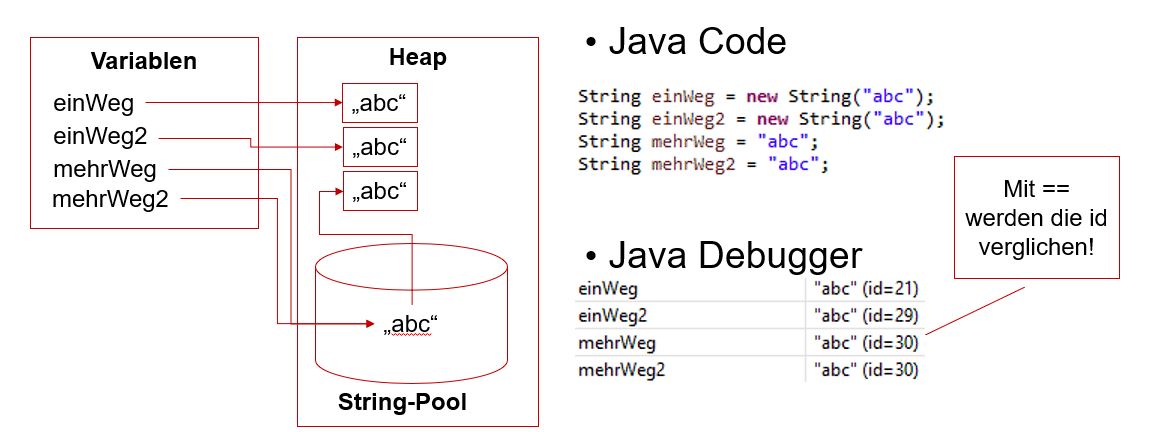 Variablen
einWeg
einWeg2
mehrWeg
mehrWeg2
Heap
„abc“
„abc“
„abc“
„abc“
String-Pool
• Java Code
String einWeg = new String("abc");
String einWeg2 = new String("abc");
String mehrWeg = "abc";
String mehrWeg2 = "abc";
Mit ==
werden die id
verglichen!
• Java Debugger
einWeg "abc" (id=21)
einWeg2 "abc" (id=29)
mehrWeg "abc" (id=30)
mehrWeg2 "abc" (id=30)